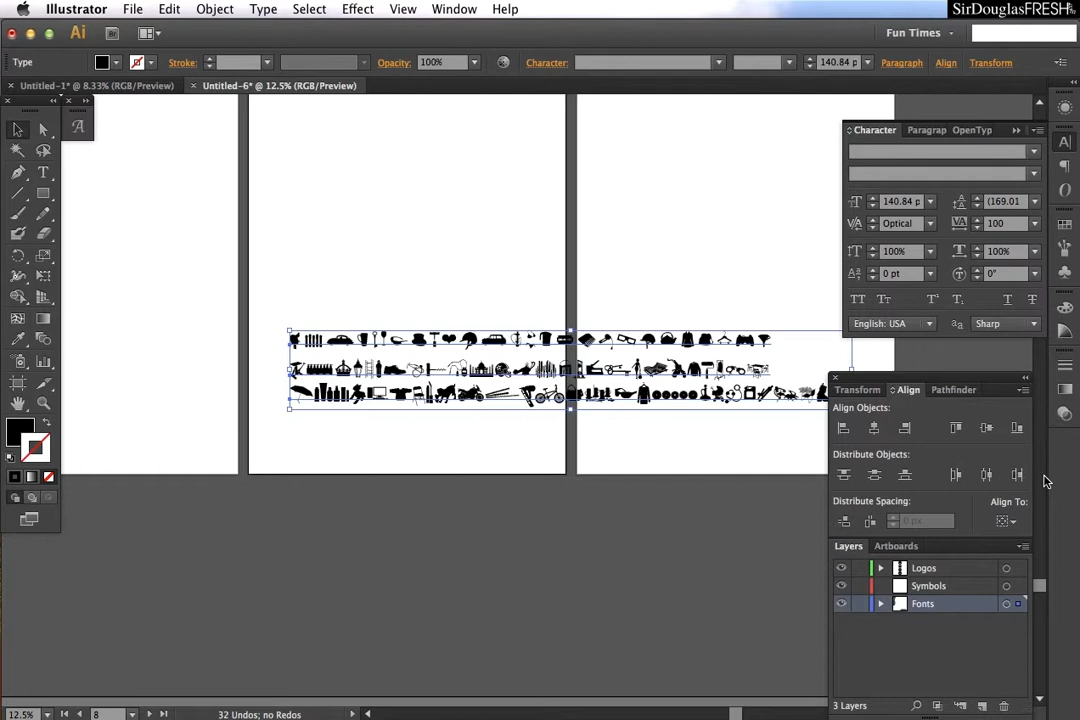 Illustrator File Edit Object Type Select Effect View Window Help
SirDouglasFRESH
Ai Br Fun Times
Type Stroke: Opacity: 100% Character: 140.84 p Paragraph Align Transform
Untitled-1* @ 8.33% (RGB/Preview) Untitled-6* @ 12.5% (RGB/Preview)
Character Paragrap OpenType
140.84 p (169.01
Optical 100
100% 100%
0 pt 0°
English: USA Sharp
Transform Align Pathfinder
Align Objects:
Distribute Objects:
Distribute Spacing: Align To:
0 px
Layers Artboards
Logos
Symbols
Fonts
3 Layers
12.5% 8 32 Undos; no Redos